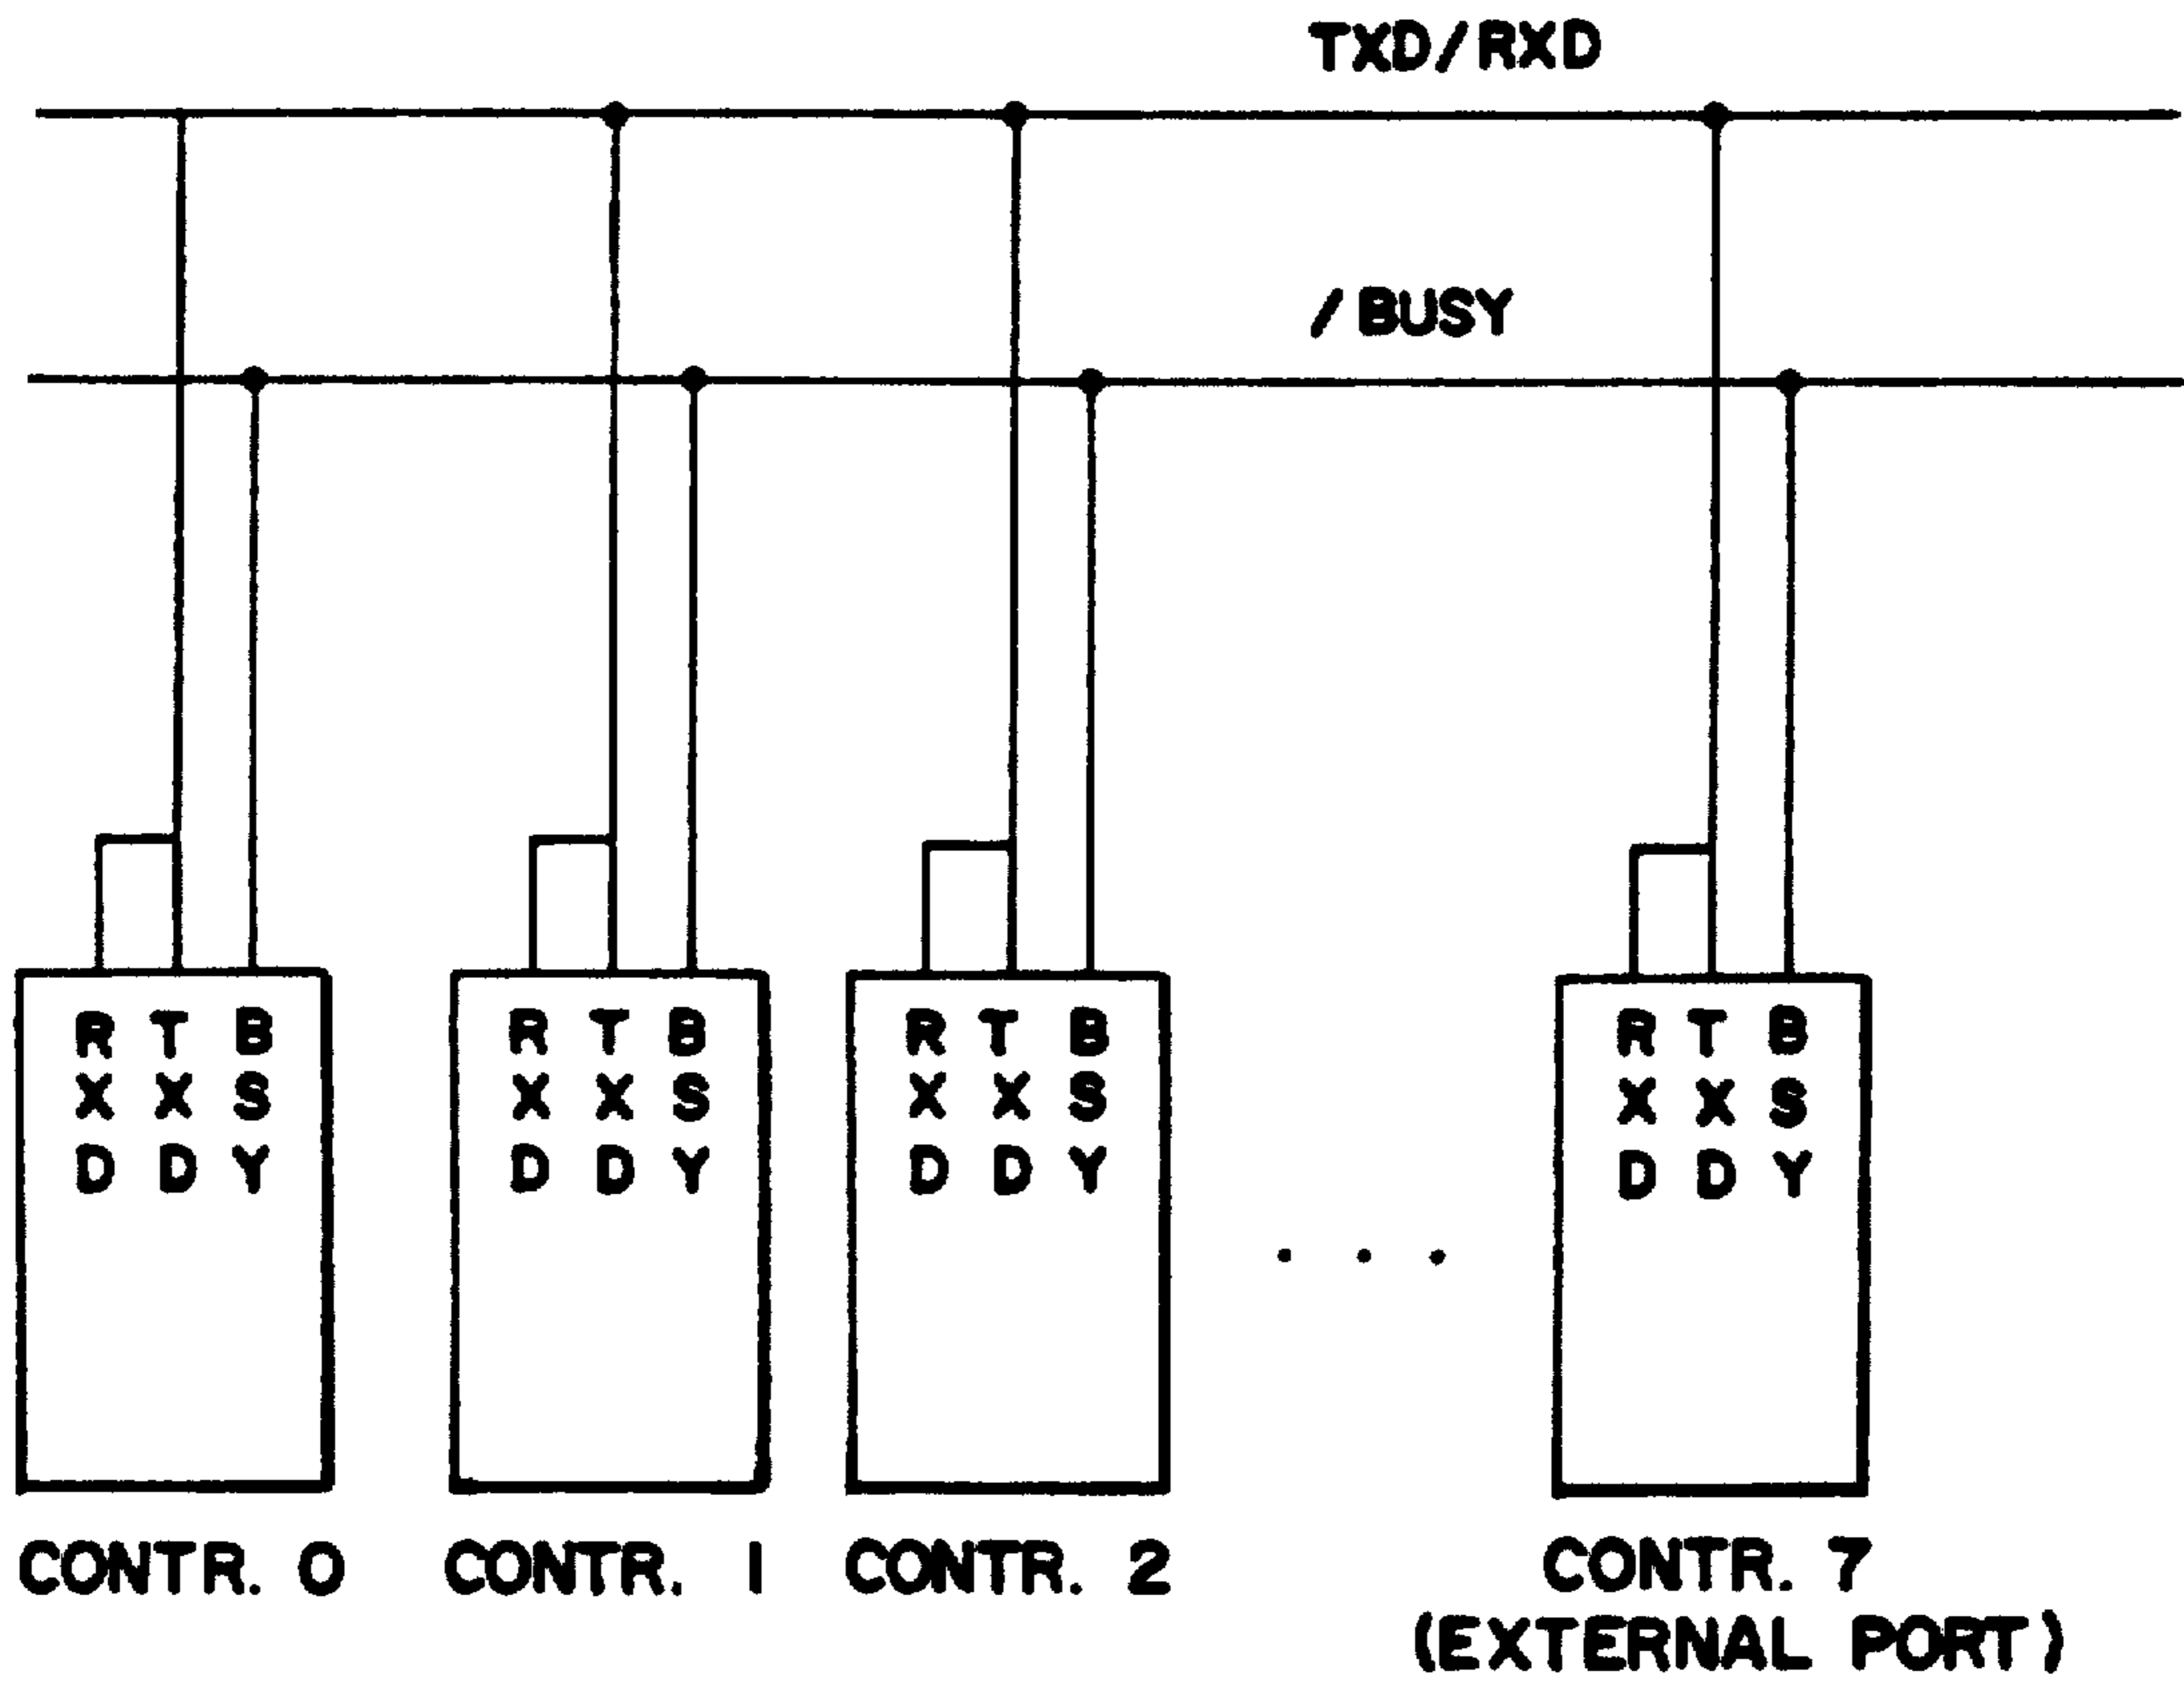 TXD/RXD
/BUSY
R T B R T B R T B R T B
X X S X X S X X S X X S
D D Y D D Y D D Y D D Y
. . .
CONTR. 0 CONTR. 1 CONTR. 2 CONTR. 7
(EXTERNAL PORT)